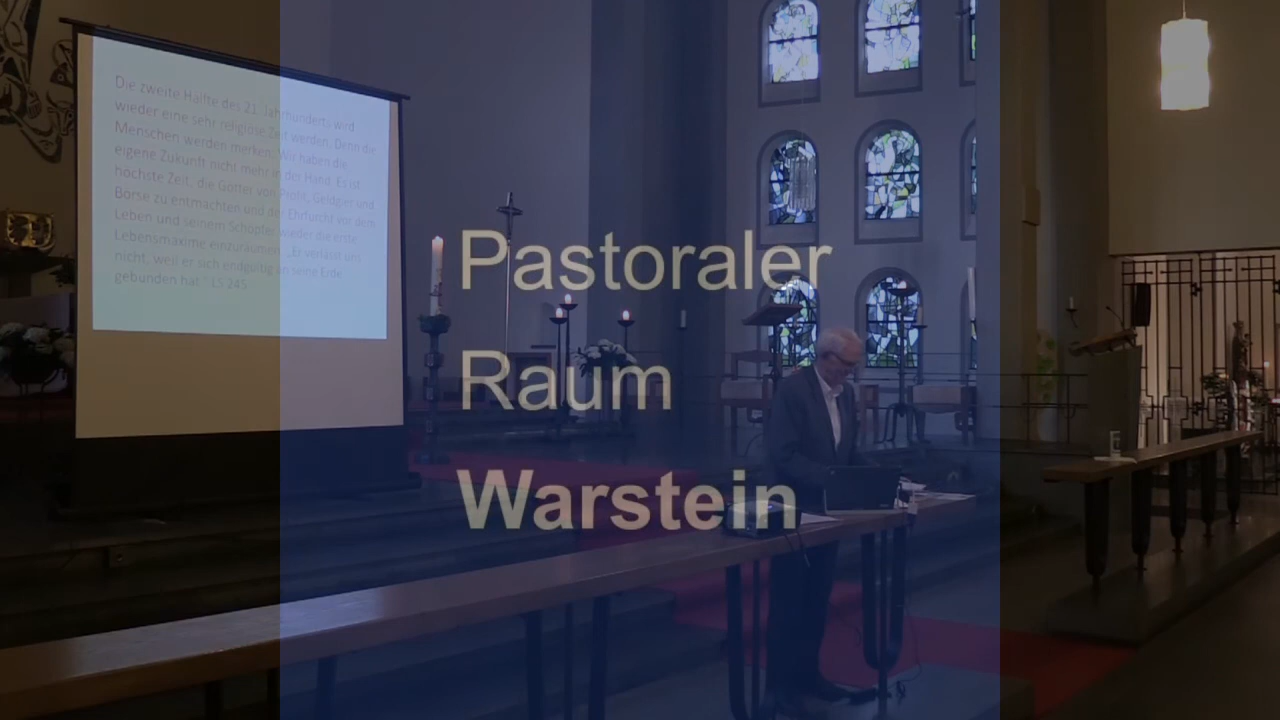 Die zweite Hälfte des 21. Jahrhunderts wird
wieder eine sehr religiöse Zeit werden. Denn die
Menschen werden merken: Wir haben die
eigene Zukunft nicht mehr in der Hand. Es ist
höchste Zeit, die Götter von Profit, Geldgier und
Börse zu entmachten und der Ehrfurcht vor dem
Leben und seinem Schöpfer wieder die erste
Lebensmaxime einzuräumen. „Er verlässt uns
nicht, weil er sich endgültig an seine Erde
gebunden hat." LS 245
Pastoraler
Raum
Warstein